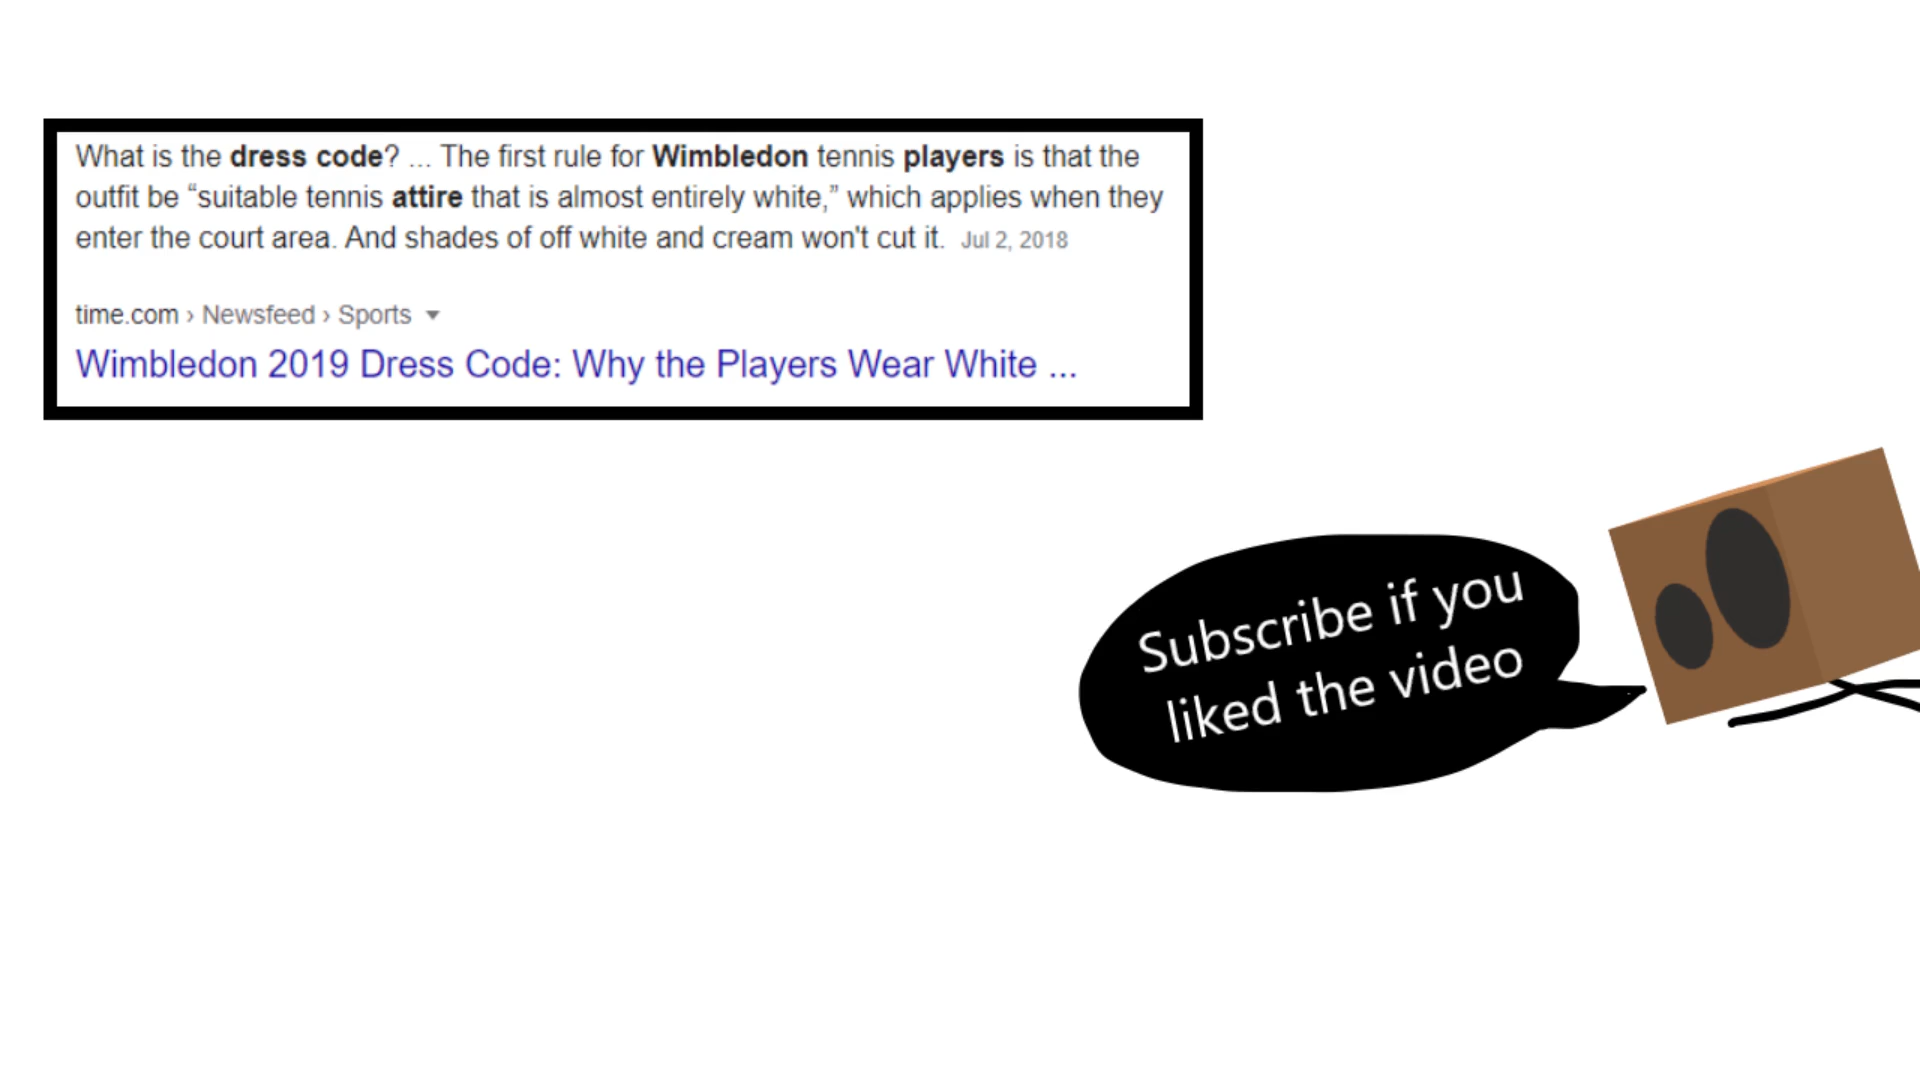 What is the dress code? ... The first rule for Wimbledon tennis players is that the
outfit be “suitable tennis attire that is almost entirely white,” which applies when they
enter the court area. And shades of off white and cream won't cut it. Jul 2, 2018
time.com › Newsfeed › Sports
Wimbledon 2019 Dress Code: Why the Players Wear White ...
Subscribe if you
liked the video